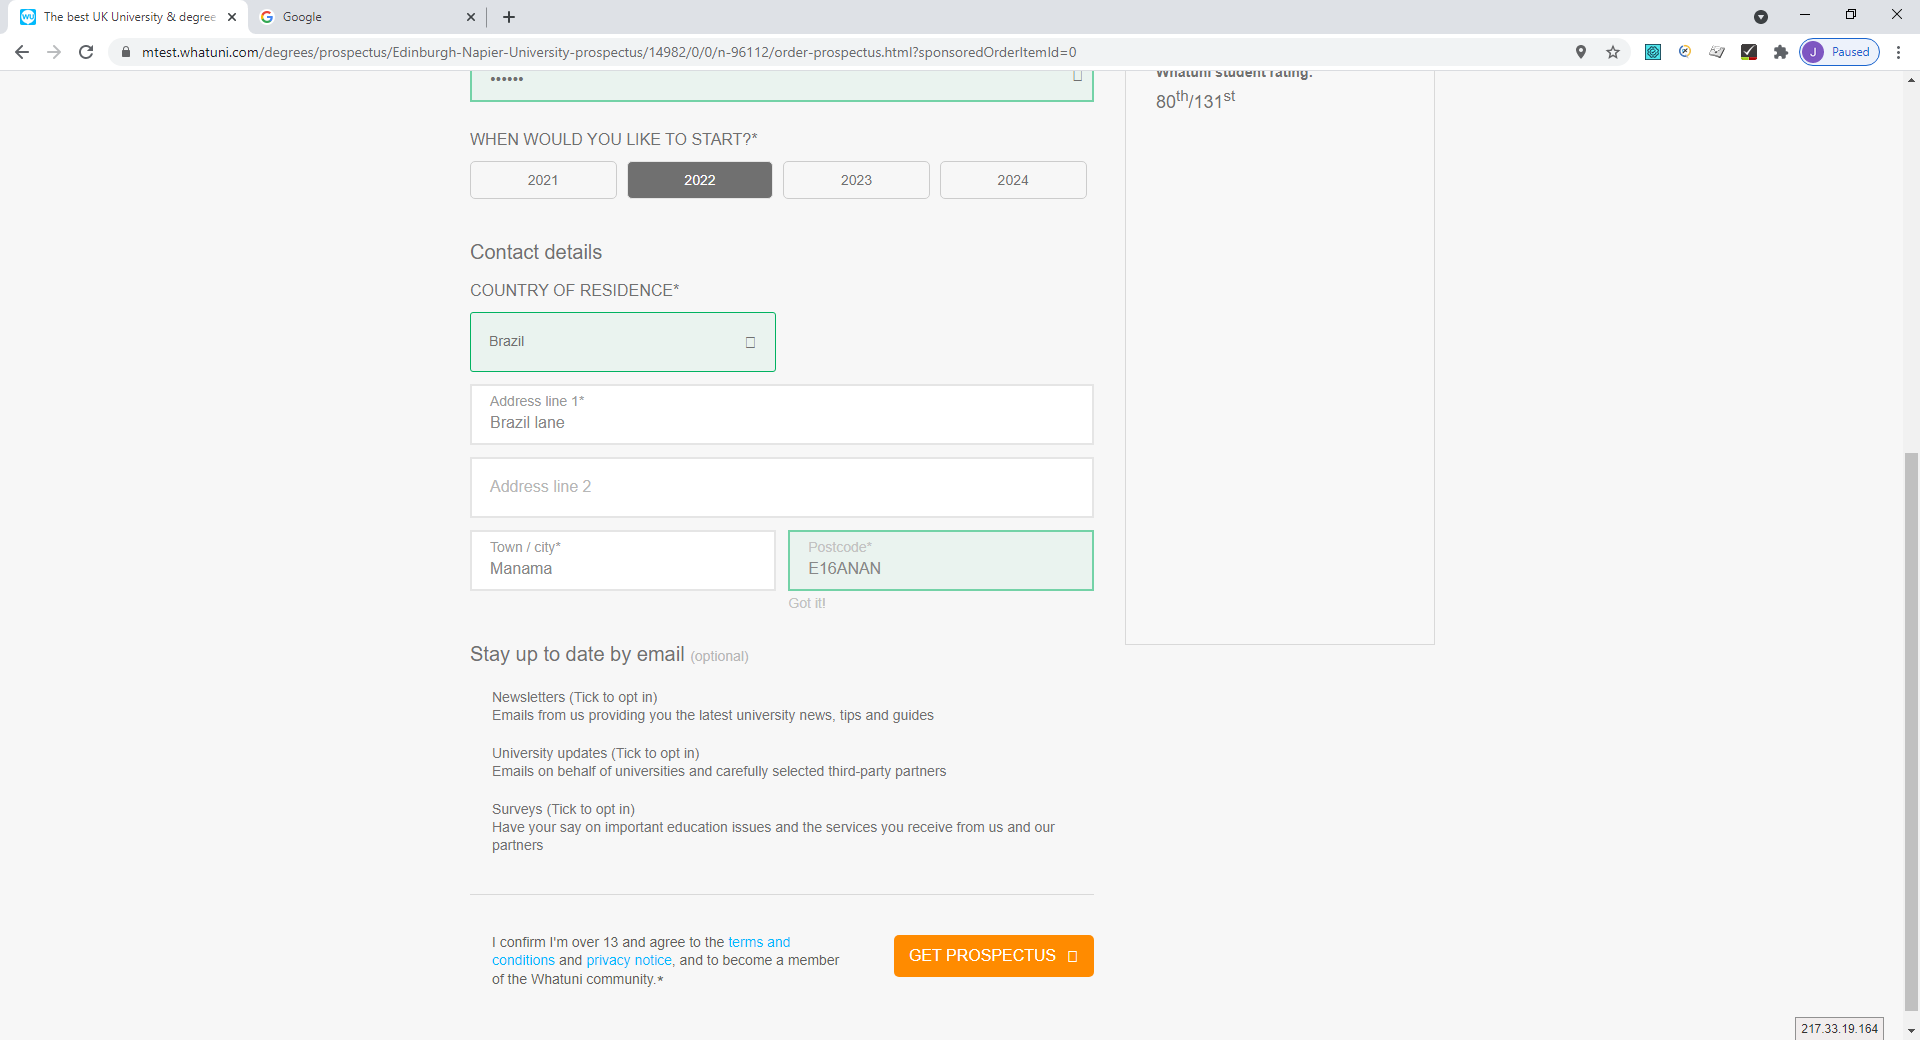 The best UK University & degree
Google
Paused
J
mtest.whatuni.com/degrees/prospectus/Edinburgh-Napier-University-prospectus/14982/0/0/n-96112/order-prospectus.html?sponsoredOrderItemId=0
••••••
Whatuni student rating:
80th/131st
WHEN WOULD YOU LIKE TO START?*
2021
2022
2023
2024
Contact details
COUNTRY OF RESIDENCE*
Brazil
Address line 1*
Brazil lane
Address line 2
Town / city*
Manama
Postcode*
E16ANAN
Got it!
Stay up to date by email (optional)
Newsletters (Tick to opt in)
Emails from us providing you the latest university news, tips and guides
University updates (Tick to opt in)
Emails on behalf of universities and carefully selected third-party partners
Surveys (Tick to opt in)
Have your say on important education issues and the services you receive from us and our
partners
I confirm I'm over 13 and agree to the terms and
conditions and privacy notice, and to become a member
of the Whatuni community.*
GET PROSPECTUS
217.33.19.164